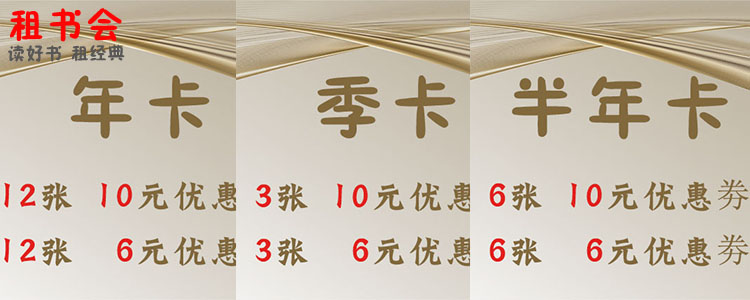 租书会
读好书 租经典
年卡
12张 10元优惠
12张 6元优惠
季卡
3张 10元优惠
3张 6元优惠
半年卡
6张 10元优惠券
6张 6元优惠券